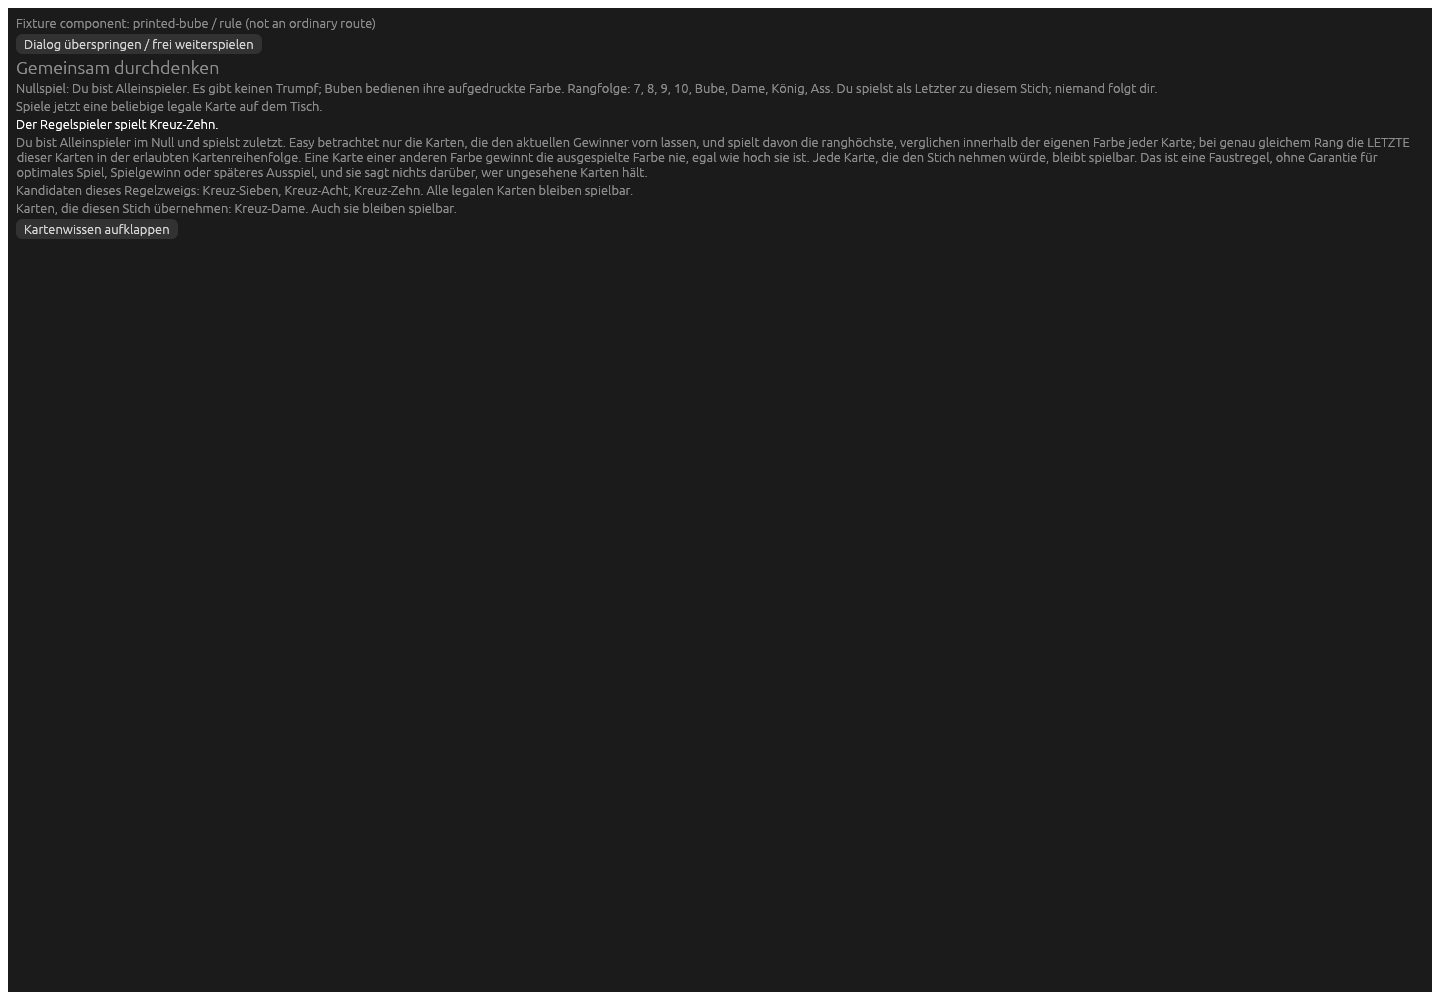 Fixture component: printed-bube / rule (not an ordinary route)
Dialog überspringen / frei weiterspielen
Gemeinsam durchdenken
Nullspiel: Du bist Alleinspieler. Es gibt keinen Trumpf; Buben bedienen ihre aufgedruckte Farbe. Rangfolge: 7, 8, 9, 10, Bube, Dame, König, Ass. Du spielst als Letzter zu diesem Stich; niemand folgt dir.
Spiele jetzt eine beliebige legale Karte auf dem Tisch.
Der Regelspieler spielt Kreuz-Zehn.
Du bist Alleinspieler im Null und spielst zuletzt. Easy betrachtet nur die Karten, die den aktuellen Gewinner vorn lassen, und spielt davon die ranghöchste, verglichen innerhalb der eigenen Farbe jeder Karte; bei genau gleichem Rang die LETZTE
dieser Karten in der erlaubten Kartenreihenfolge. Eine Karte einer anderen Farbe gewinnt die ausgespielte Farbe nie, egal wie hoch sie ist. Jede Karte, die den Stich nehmen würde, bleibt spielbar. Das ist eine Faustregel, ohne Garantie für
optimales Spiel, Spielgewinn oder späteres Ausspiel, und sie sagt nichts darüber, wer ungesehene Karten hält.
Kandidaten dieses Regelzweigs: Kreuz-Sieben, Kreuz-Acht, Kreuz-Zehn. Alle legalen Karten bleiben spielbar.
Karten, die diesen Stich übernehmen: Kreuz-Dame. Auch sie bleiben spielbar.
Kartenwissen aufklappen